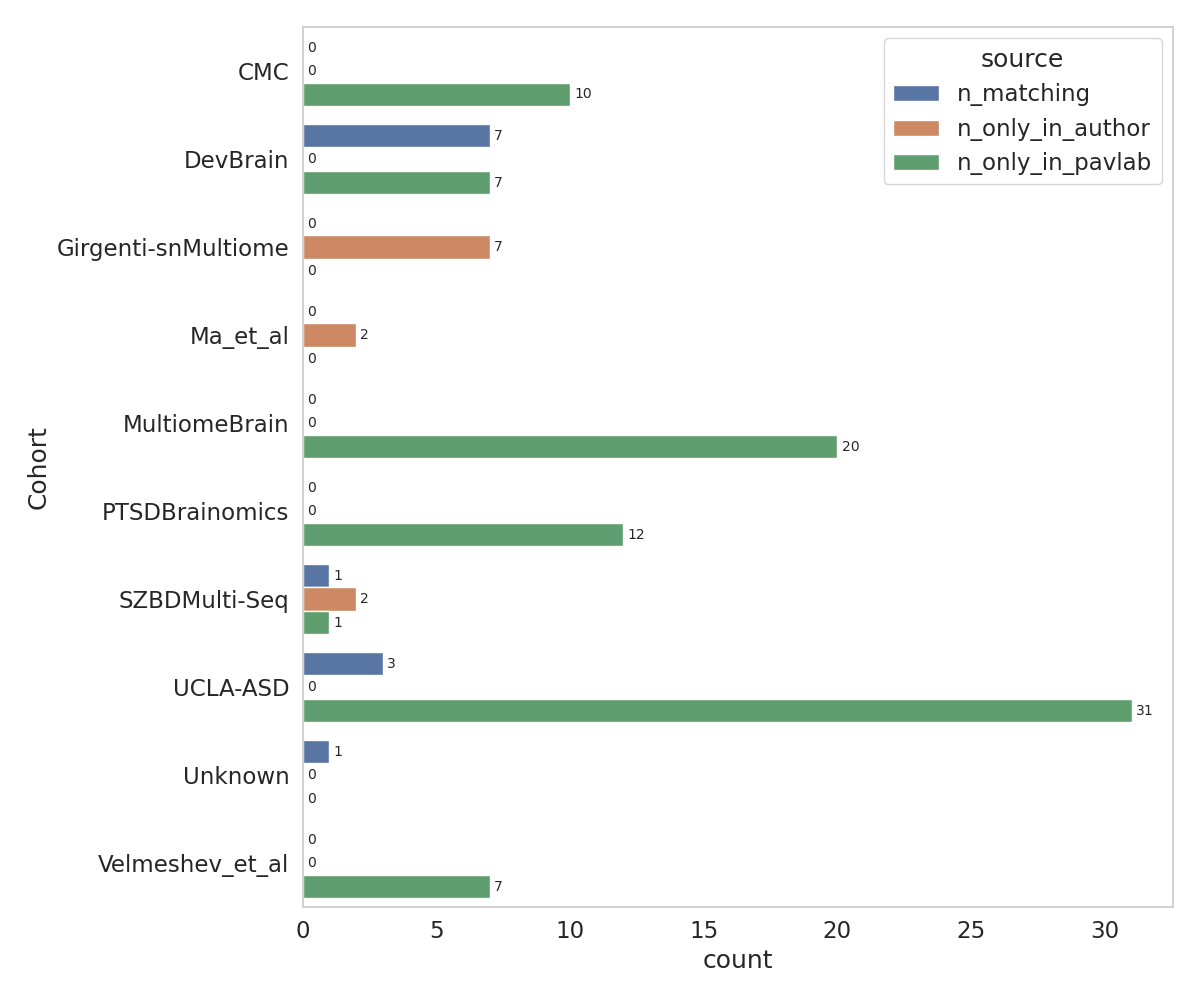 source
n_matching
n_only_in_author
n_only_in_pavlab
Cohort
CMC
0
0
10
DevBrain
7
0
7
Girgenti-snMultiome
0
7
0
Ma_et_al
0
2
0
MultiomeBrain
0
0
20
PTSDBrainomics
0
0
12
SZBDMulti-Seq
1
2
1
UCLA-ASD
3
0
31
Unknown
1
0
0
Velmeshev_et_al
0
0
7
0 5 10 15 20 25 30
count